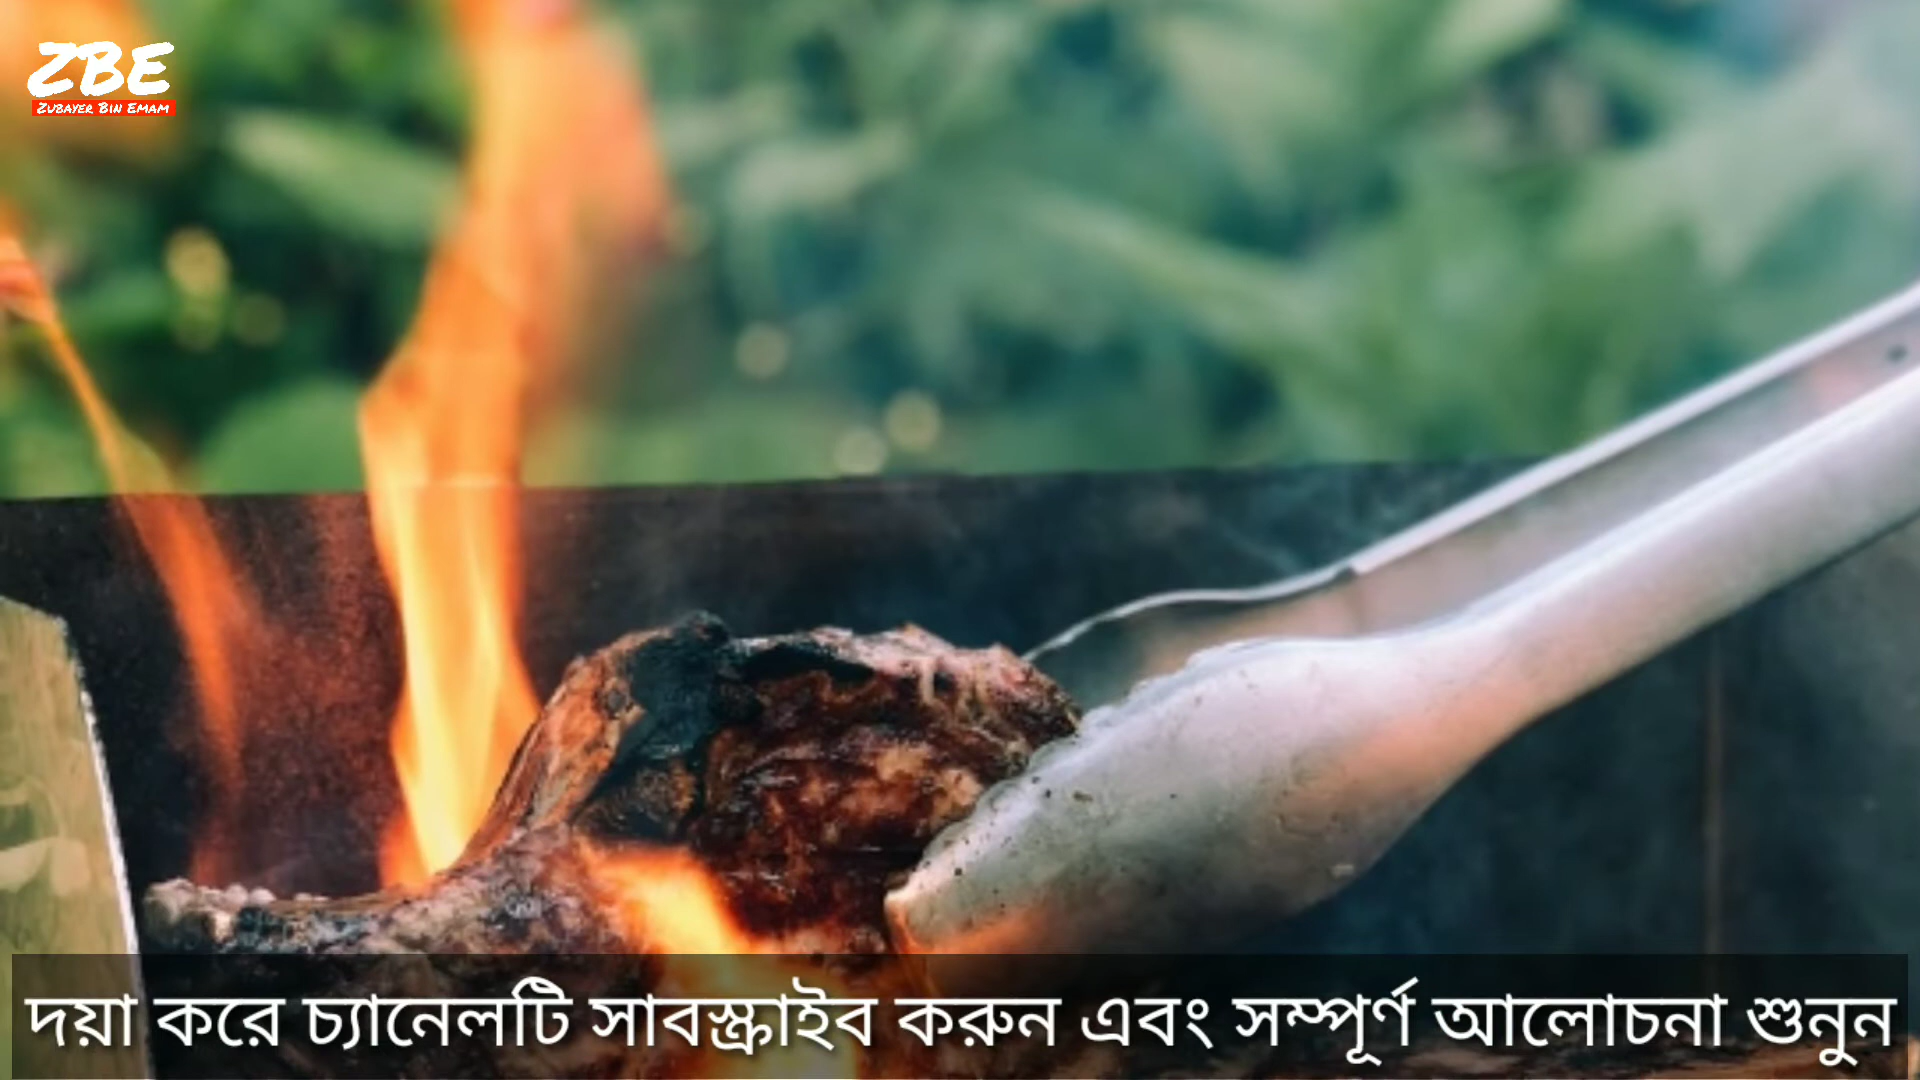 ZBE
Zubayer Bin Emam
দয়া করে চ্যানেলটি সাবস্ক্রাইব করুন এবং সম্পূর্ণ আলোচনা শুনুন